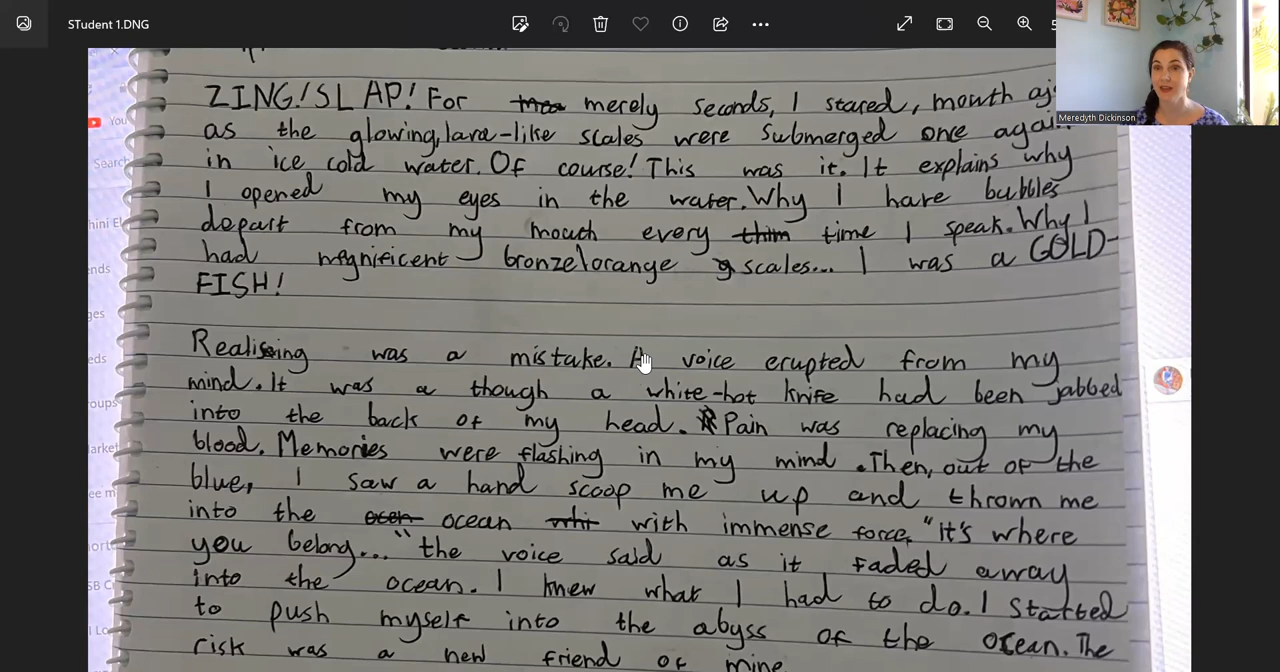 STudent 1.DNG
Meredyth Dickinson
ZING! SLAP! For merely seconds, I stared, mouth
as the glowing, lava-like scales were submerged one again
in ice cold water. Of course! This was it. It explains why
I opened my eyes in the water. Why I have bubbles
depart from my mouth every time I speak. Why I
had magnificent bronze\orange scales... I was a GOLD-
FISH!
Realising was a mistake. A voice erupted from my
mind. It was a though a white-hot knife had been jabbed
into the back of my head. Pain was replacing my
blood. Memories were flashing in my mind. Then, out of the
blue, I saw a hand scoop me up and thrown me
into the ocean with immense force. "It's where
you belong..." the voice said as it faded away
into the ocean. I knew what I had to do. I started
to push myself into the abyss of the ocean. The
risk was a new friend of mine.
You
Search